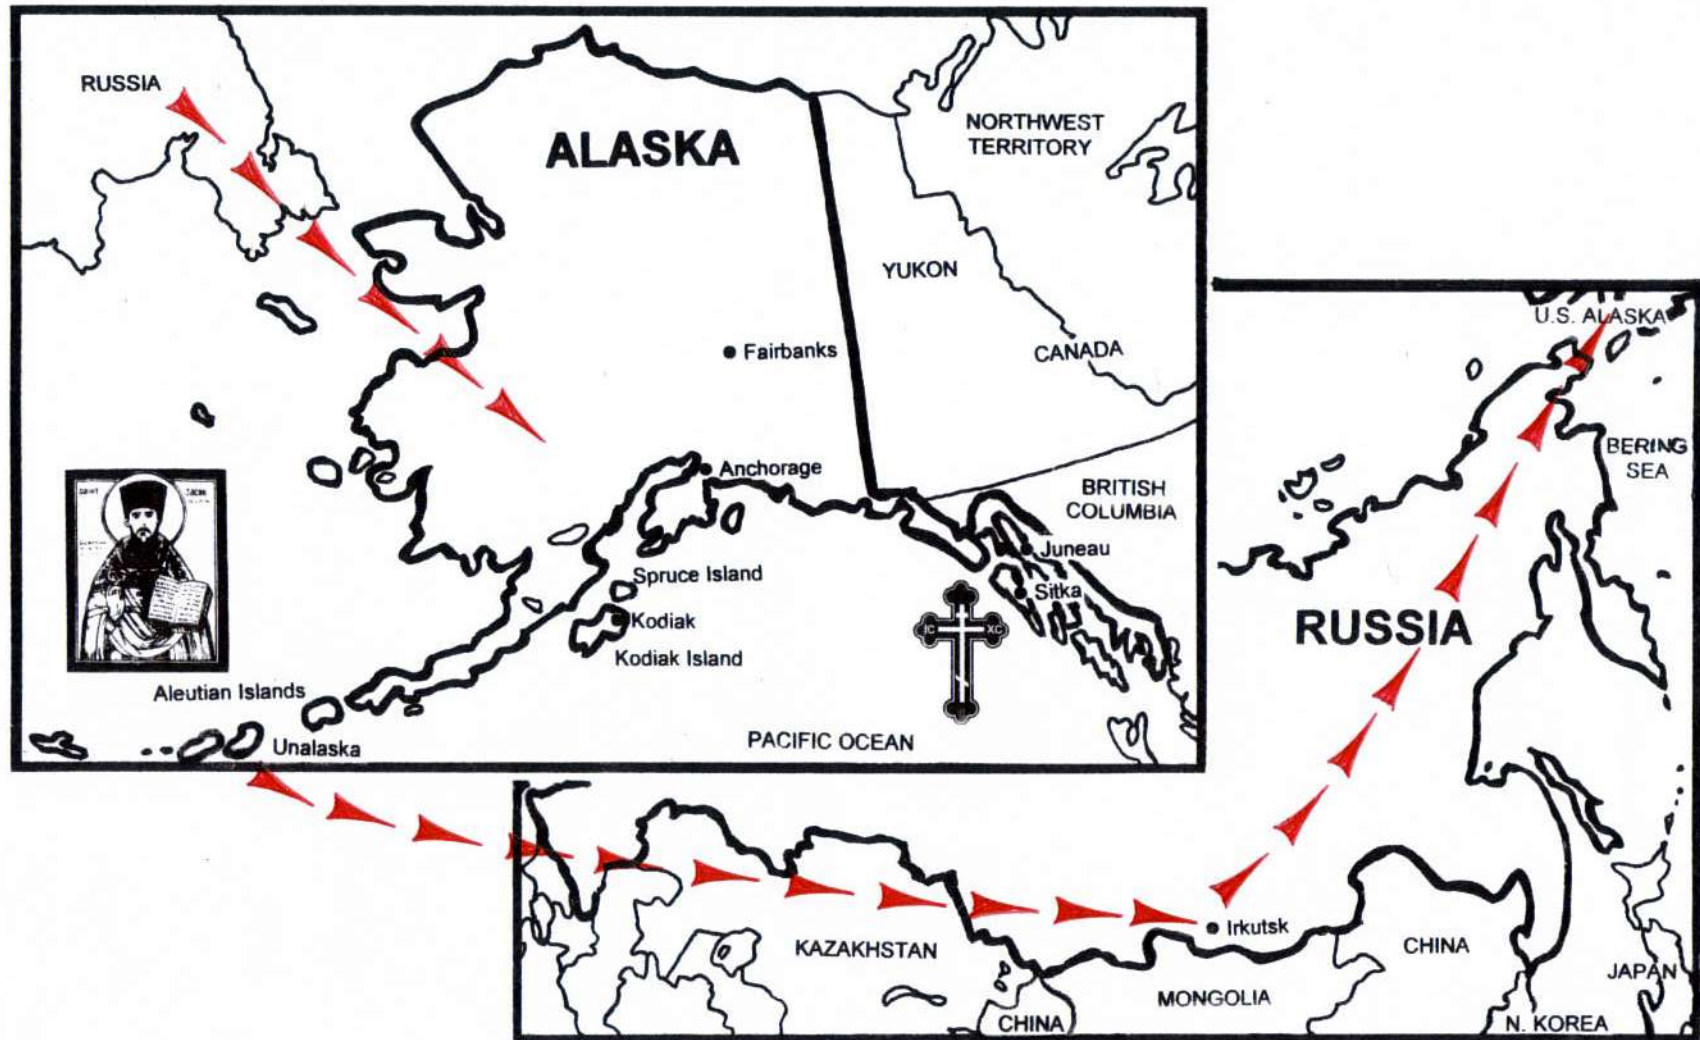 RUSSIA
ALASKA
NORTHWEST
TERRITORY
YUKON
CANADA
Fairbanks
Anchorage
BRITISH
COLUMBIA
Juneau
Sitka
Spruce Island
Kodiak
Kodiak Island
IC XC
Aleutian Islands
Unalaska
PACIFIC OCEAN
U.S. ALASKA
BERING
SEA
RUSSIA
Irkutsk
KAZAKHSTAN
CHINA
MONGOLIA
CHINA
JAPAN
N. KOREA